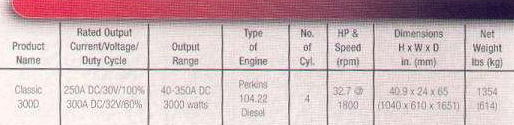 Product Name
Rated Output Current/Voltage/ Duty Cycle
Output Range
Type of Engine
No. of Cyl.
HP & Speed (rpm)
Dimensions H x W x D in. (mm)
Net Weight lbs (kg)
Classic 300D
250A DC/30V/100%
300A DC/32V/60%
40-350A DC
3000 watts
Perkins
104.22
Diesel
4
32.7 @
1800
40.9 x 24 x 65
(1040 x 610 x 1651)
1354
(614)